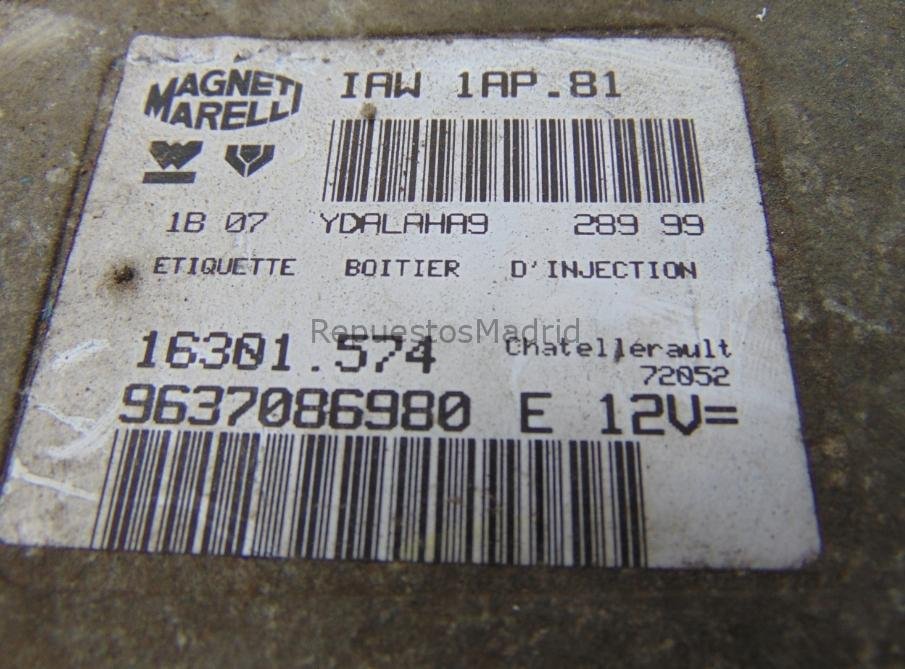 MAGNETI
MARELLI
IAW 1AP.81
1B 07 YDALAHA9 289 99
ETIQUETTE BOITIER D'INJECTION
RepuestosMadrid
16301.574 Chatellerault
72052
9637086980 E 12V=